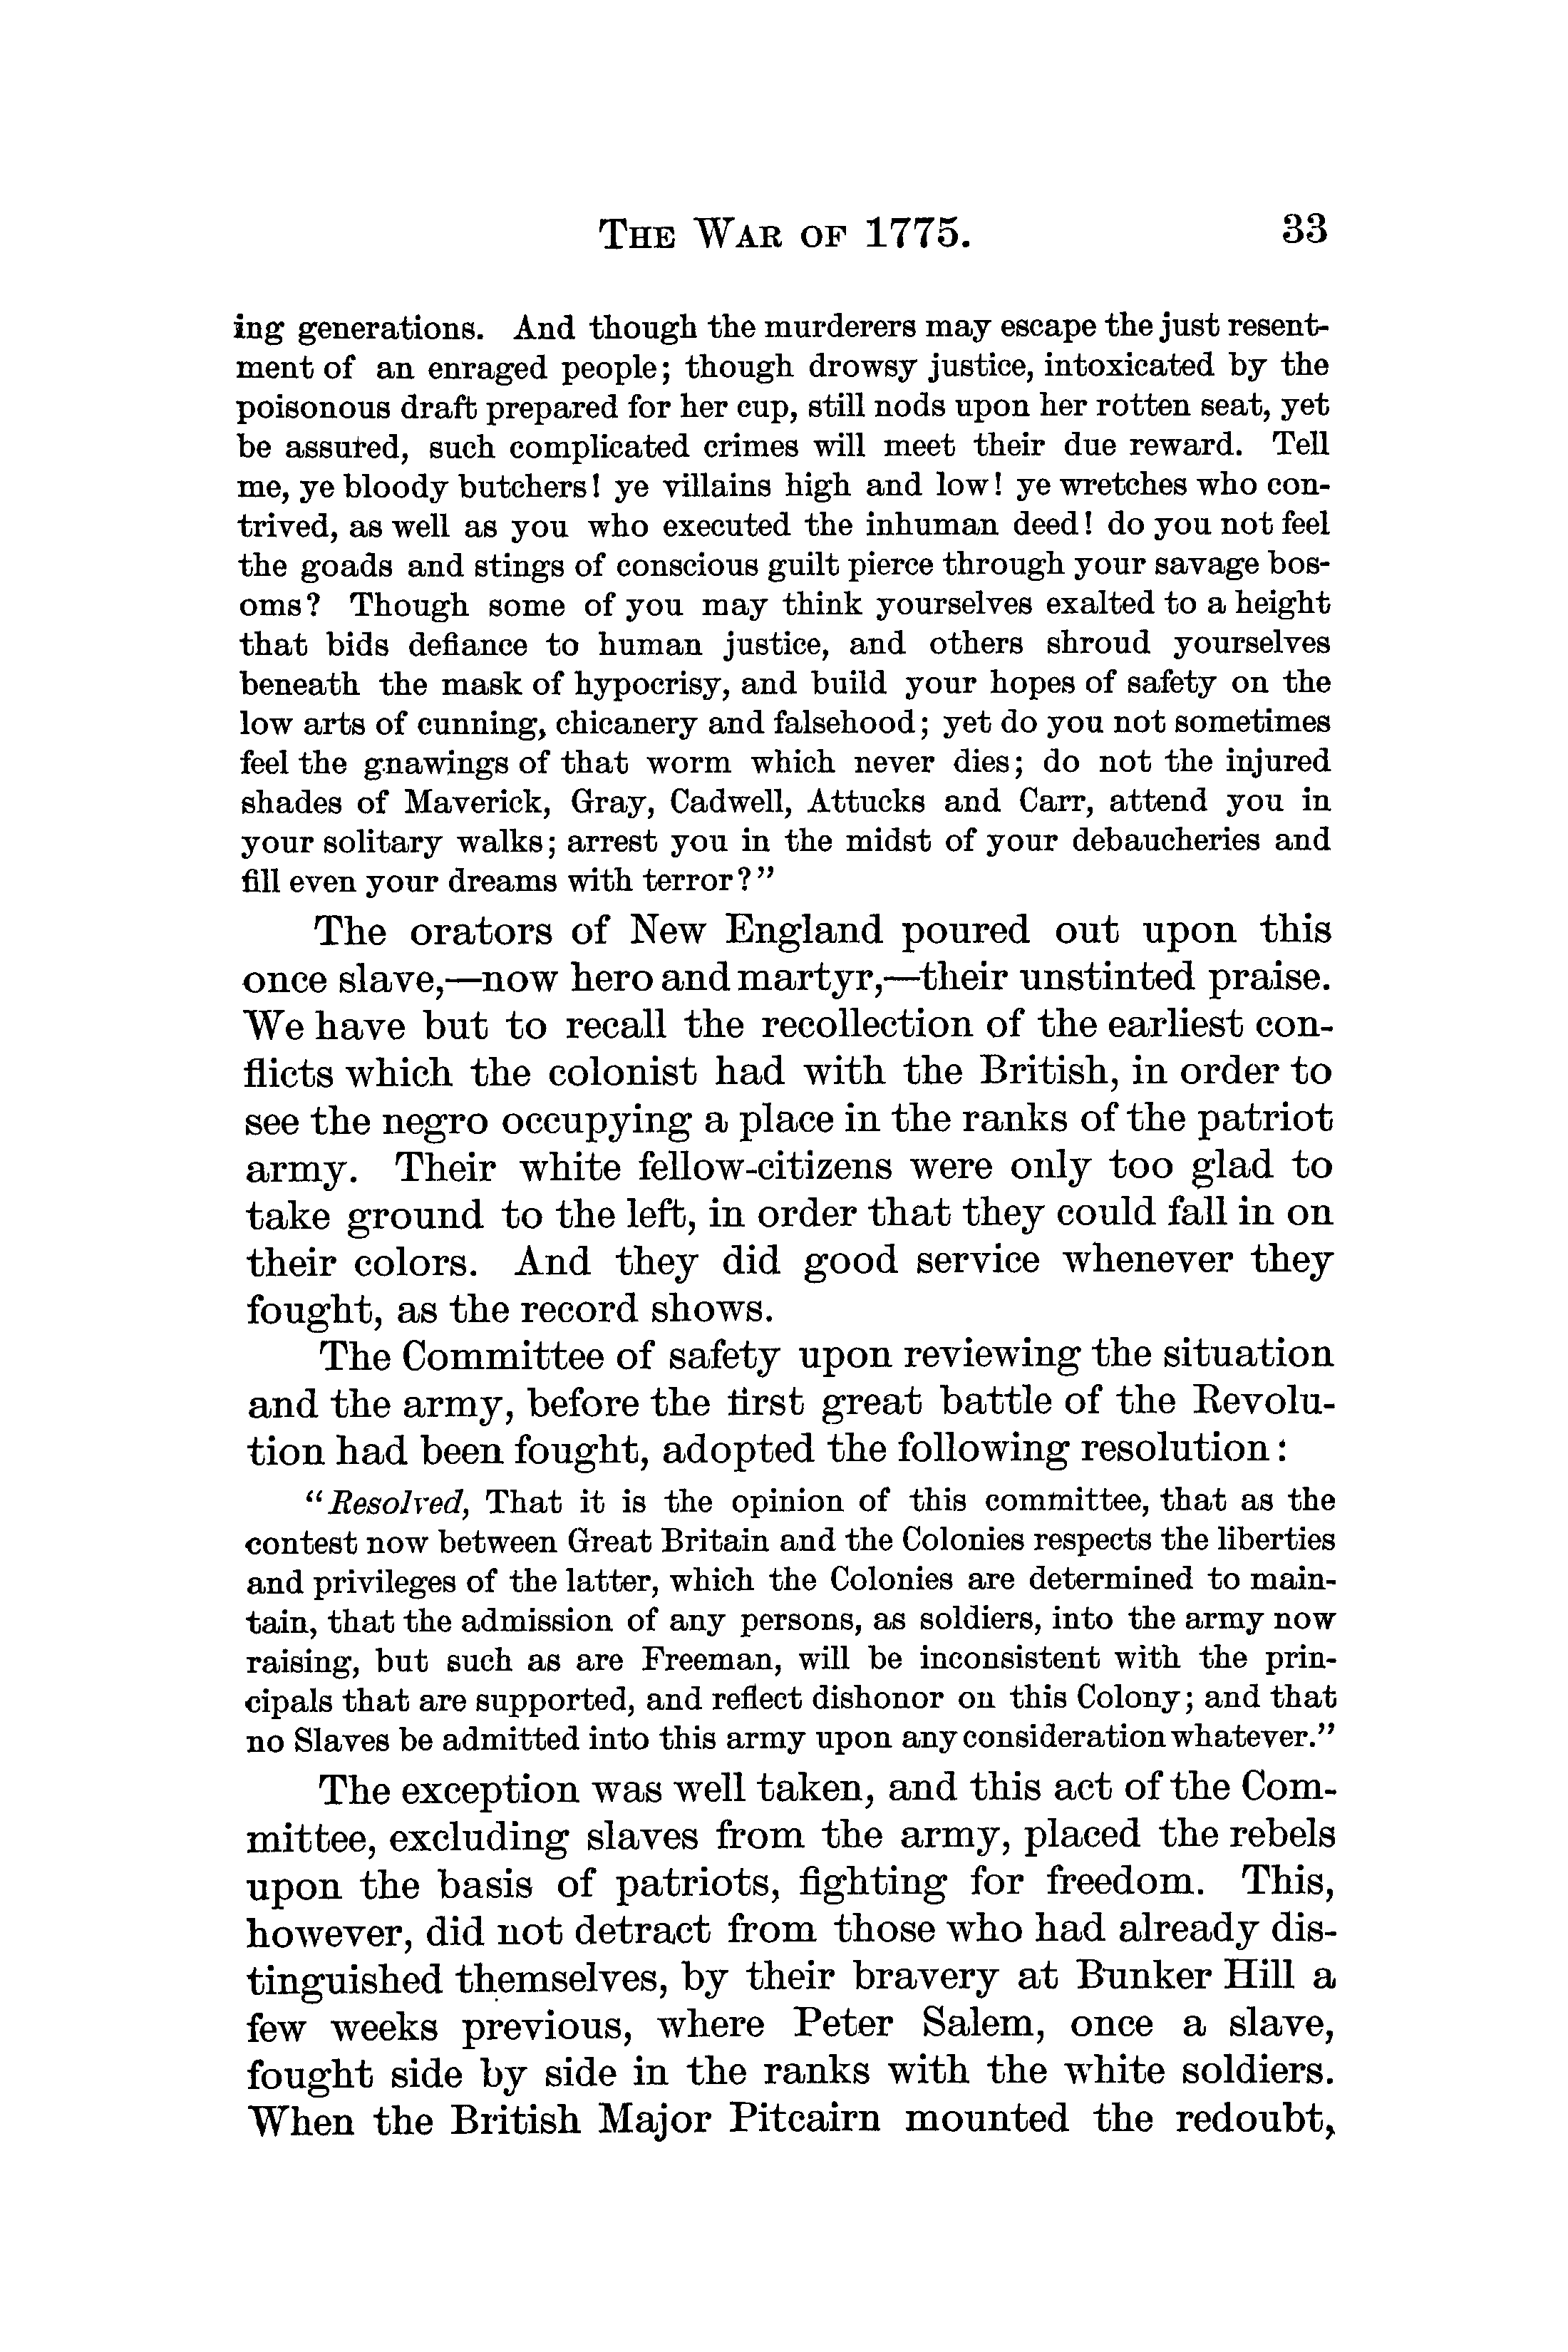 THE WAR OF 1775. 33
ing generations. And though the murderers may escape the just resent-
ment of an enraged people; though drowsy justice, intoxicated by the
poisonous draft prepared for her cup, still nods upon her rotten seat, yet
be assured, such complicated crimes will meet their due reward. Tell
me, ye bloody butchers! ye villains high and low! ye wretches who con-
trived, as well as you who executed the inhuman deed! do you not feel
the goads and stings of conscious guilt pierce through your savage bos-
oms? Though some of you may think yourselves exalted to a height
that bids defiance to human justice, and others shroud yourselves
beneath the mask of hypocrisy, and build your hopes of safety on the
low arts of cunning, chicanery and falsehood; yet do you not sometimes
feel the gnawings of that worm which never dies; do not the injured
shades of Maverick, Gray, Cadwell, Attucks and Carr, attend you in
your solitary walks; arrest you in the midst of your debaucheries and
fill even your dreams with terror?”
The orators of New England poured out upon this
once slave,—now hero and martyr,—their unstinted praise.
We have but to recall the recollection of the earliest con-
flicts which the colonist had with the British, in order to
see the negro occupying a place in the ranks of the patriot
army. Their white fellow-citizens were only too glad to
take ground to the left, in order that they could fall in on
their colors. And they did good service whenever they
fought, as the record shows.
The Committee of safety upon reviewing the situation
and the army, before the first great battle of the Revolu-
tion had been fought, adopted the following resolution:
“Resolved, That it is the opinion of this committee, that as the
contest now between Great Britain and the Colonies respects the liberties
and privileges of the latter, which the Colonies are determined to main-
tain, that the admission of any persons, as soldiers, into the army now
raising, but such as are Freeman, will be inconsistent with the prin-
cipals that are supported, and reflect dishonor on this Colony; and that
no Slaves be admitted into this army upon any consideration whatever.”
The exception was well taken, and this act of the Com-
mittee, excluding slaves from the army, placed the rebels
upon the basis of patriots, fighting for freedom. This,
however, did not detract from those who had already dis-
tinguished themselves, by their bravery at Bunker Hill a
few weeks previous, where Peter Salem, once a slave,
fought side by side in the ranks with the white soldiers.
When the British Major Pitcairn mounted the redoubt,